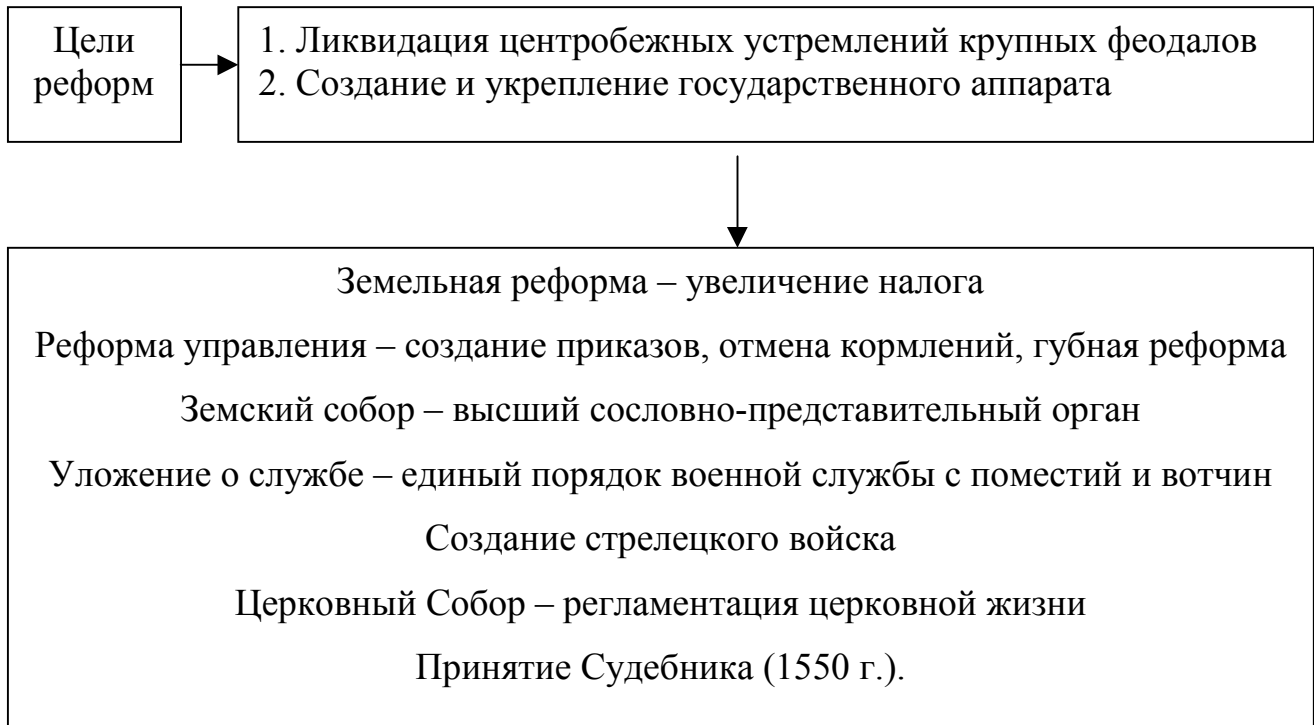 Цели
реформ
1. Ликвидация центробежных устремлений крупных феодалов
2. Создание и укрепление государственного аппарата
Земельная реформа – увеличение налога
Реформа управления – создание приказов, отмена кормлений, губная реформа
Земский собор – высший сословно-представительный орган
Уложение о службе – единый порядок военной службы с поместий и вотчин
Создание стрелецкого войска
Церковный Собор – регламентация церковной жизни
Принятие Судебника (1550 г.).